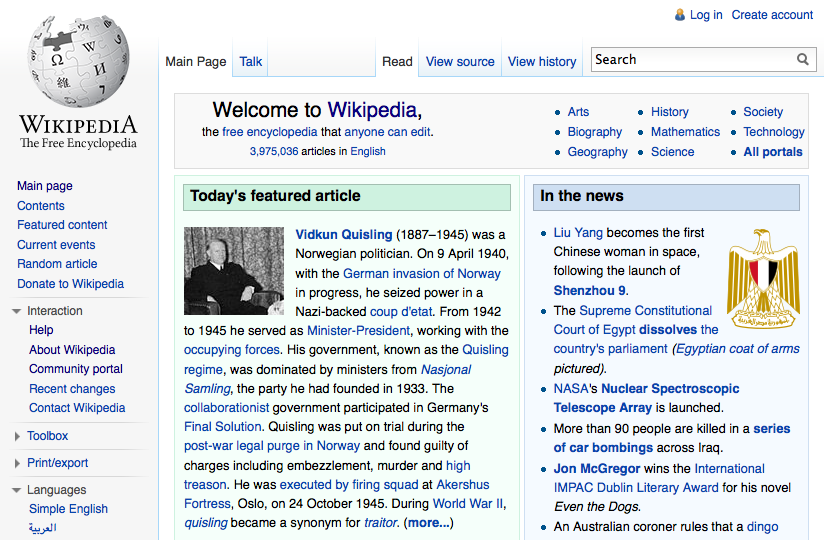 Log in Create account
Main Page Talk Read View source View history Search
WIKIPEDIA
The Free Encyclopedia
Main page
Contents
Featured content
Current events
Random article
Donate to Wikipedia
Interaction
Help
About Wikipedia
Community portal
Recent changes
Contact Wikipedia
Toolbox
Print/export
Languages
Simple English
العربية
Welcome to Wikipedia,
the free encyclopedia that anyone can edit.
3,975,036 articles in English
Arts
Biography
Geography
History
Mathematics
Science
Society
Technology
All portals
Today's featured article
Vidkun Quisling (1887–1945) was a
Norwegian politician. On 9 April 1940,
with the German invasion of Norway
in progress, he seized power in a
Nazi-backed coup d'etat. From 1942
to 1945 he served as Minister-President, working with the
occupying forces. His government, known as the Quisling
regime, was dominated by ministers from Nasjonal
Samling, the party he had founded in 1933. The
collaborationist government participated in Germany's
Final Solution. Quisling was put on trial during the
post-war legal purge in Norway and found guilty of
charges including embezzlement, murder and high
treason. He was executed by firing squad at Akershus
Fortress, Oslo, on 24 October 1945. During World War II,
quisling became a synonym for traitor. (more...)
In the news
Liu Yang becomes the first
Chinese woman in space,
following the launch of
Shenzhou 9.
The Supreme Constitutional
Court of Egypt dissolves the
country's parliament (Egyptian coat of arms
pictured).
NASA's Nuclear Spectroscopic
Telescope Array is launched.
More than 90 people are killed in a series
of car bombings across Iraq.
Jon McGregor wins the International
IMPAC Dublin Literary Award for his novel
Even the Dogs.
An Australian coroner rules that a dingo